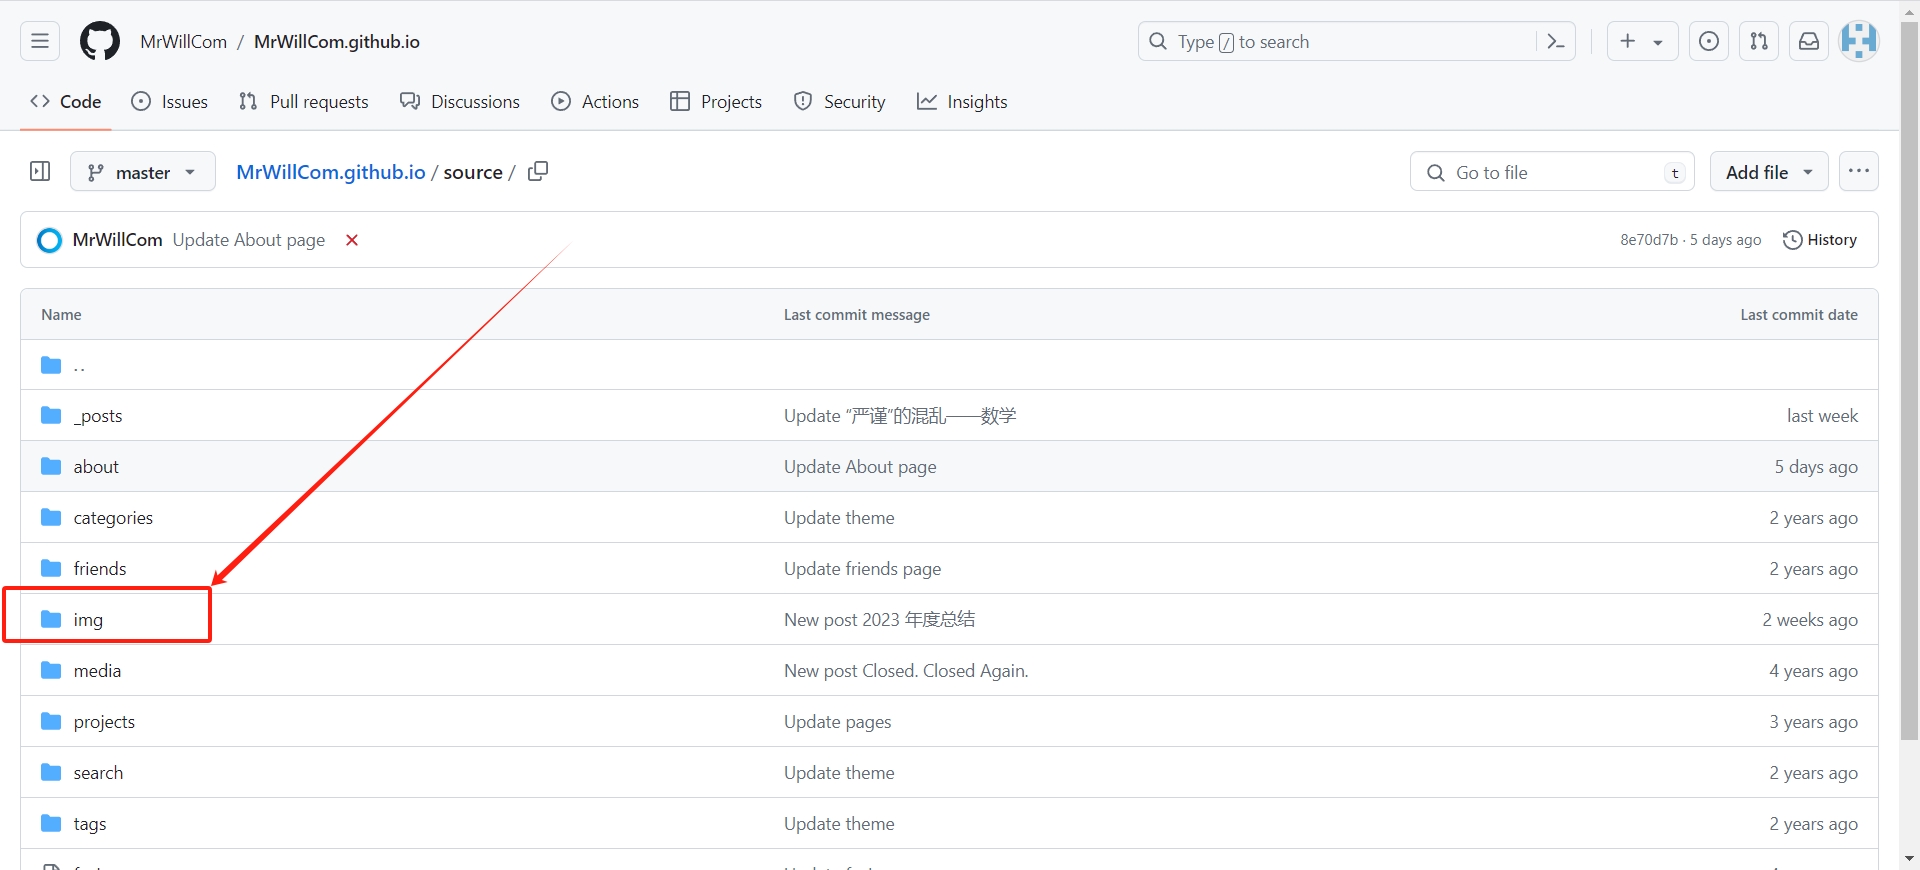 MrWillCom / MrWillCom.github.io
Type / to search
Code Issues Pull requests Discussions Actions Projects Security Insights
master MrWillCom.github.io / source / Go to file t Add file
MrWillCom Update About page 8e70d7b · 5 days ago History
Name Last commit message Last commit date
..
_posts Update “严谨”的混乱——数学 last week
about Update About page 5 days ago
categories Update theme 2 years ago
friends Update friends page 2 years ago
img New post 2023 年度总结 2 weeks ago
media New post Closed. Closed Again. 4 years ago
projects Update pages 3 years ago
search Update theme 2 years ago
tags Update theme 2 years ago